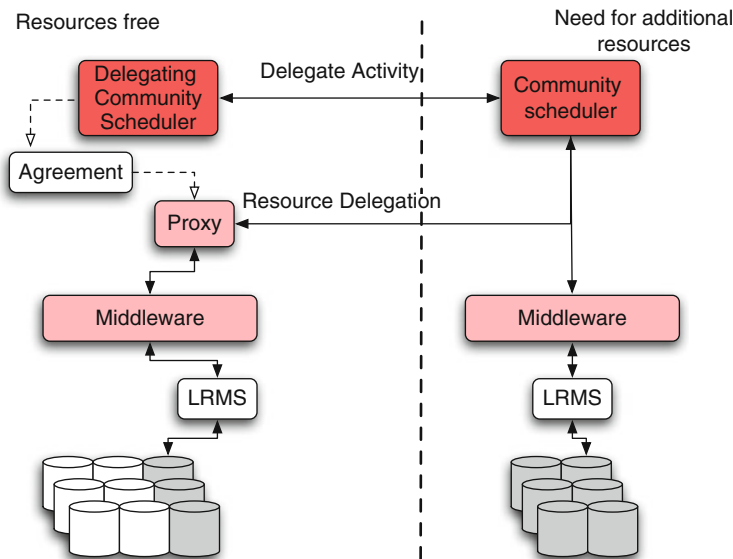 Resources free
Need for additional
resources
Delegating
Community
Scheduler
Delegate Activity
Community
scheduler
Agreement
Resource Delegation
Proxy
Middleware
Middleware
LRMS
LRMS